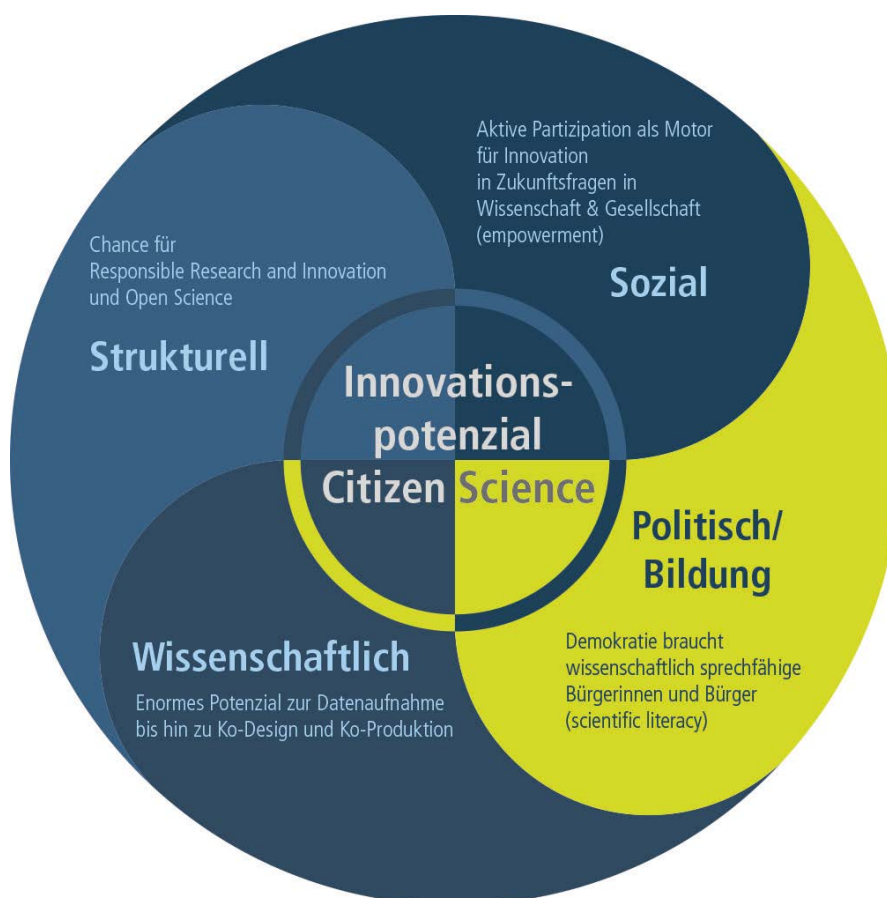 Aktive Partizipation als Motor
für Innovation
in Zukunftsfragen in
Wissenschaft & Gesellschaft
(empowerment)
Sozial
Chance für
Responsible Research and Innovation
und Open Science
Strukturell
Innovations-
potenzial
Citizen Science
Politisch/
Bildung
Demokratie braucht
wissenschaftlich sprechfähige
Bürgerinnen und Bürger
(scientific literacy)
Wissenschaftlich
Enormes Potenzial zur Datenaufnahme
bis hin zu Ko-Design und Ko-Produktion